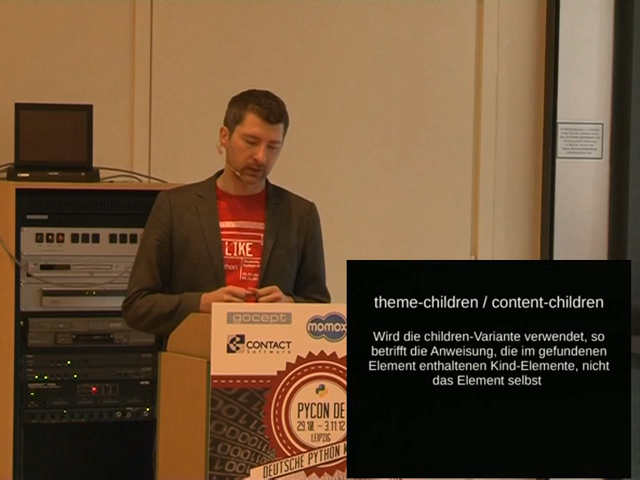 LIKE
gocept
momox
CONTACT
Software
PYCON DE
29.10. - 3.11.12
LEIPZIG
DEUTSCHE PYTHON
theme-children / content-children
Wird die children-Variante verwendet, so
betrifft die Anweisung, die im gefundenen
Element enthaltenen Kind-Elemente, nicht
das Element selbst